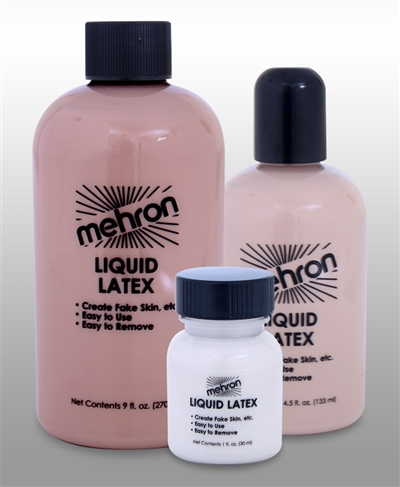 mehron
LIQUID
LATEX
• Create Fake Skin, etc.
• Easy to Use
• Easy to Remove
Net Contents 9 fl. oz. (270
mehron
LIQUID
LATEX
ake Skin, etc.
Use
Remove
4.5 fl. oz. (133 ml)
mehron
LIQUID LATEX
• Create Fake Skin, etc.
• Easy to Use
• Easy to Remove
Net Contents 1 fl. oz. (30 ml)